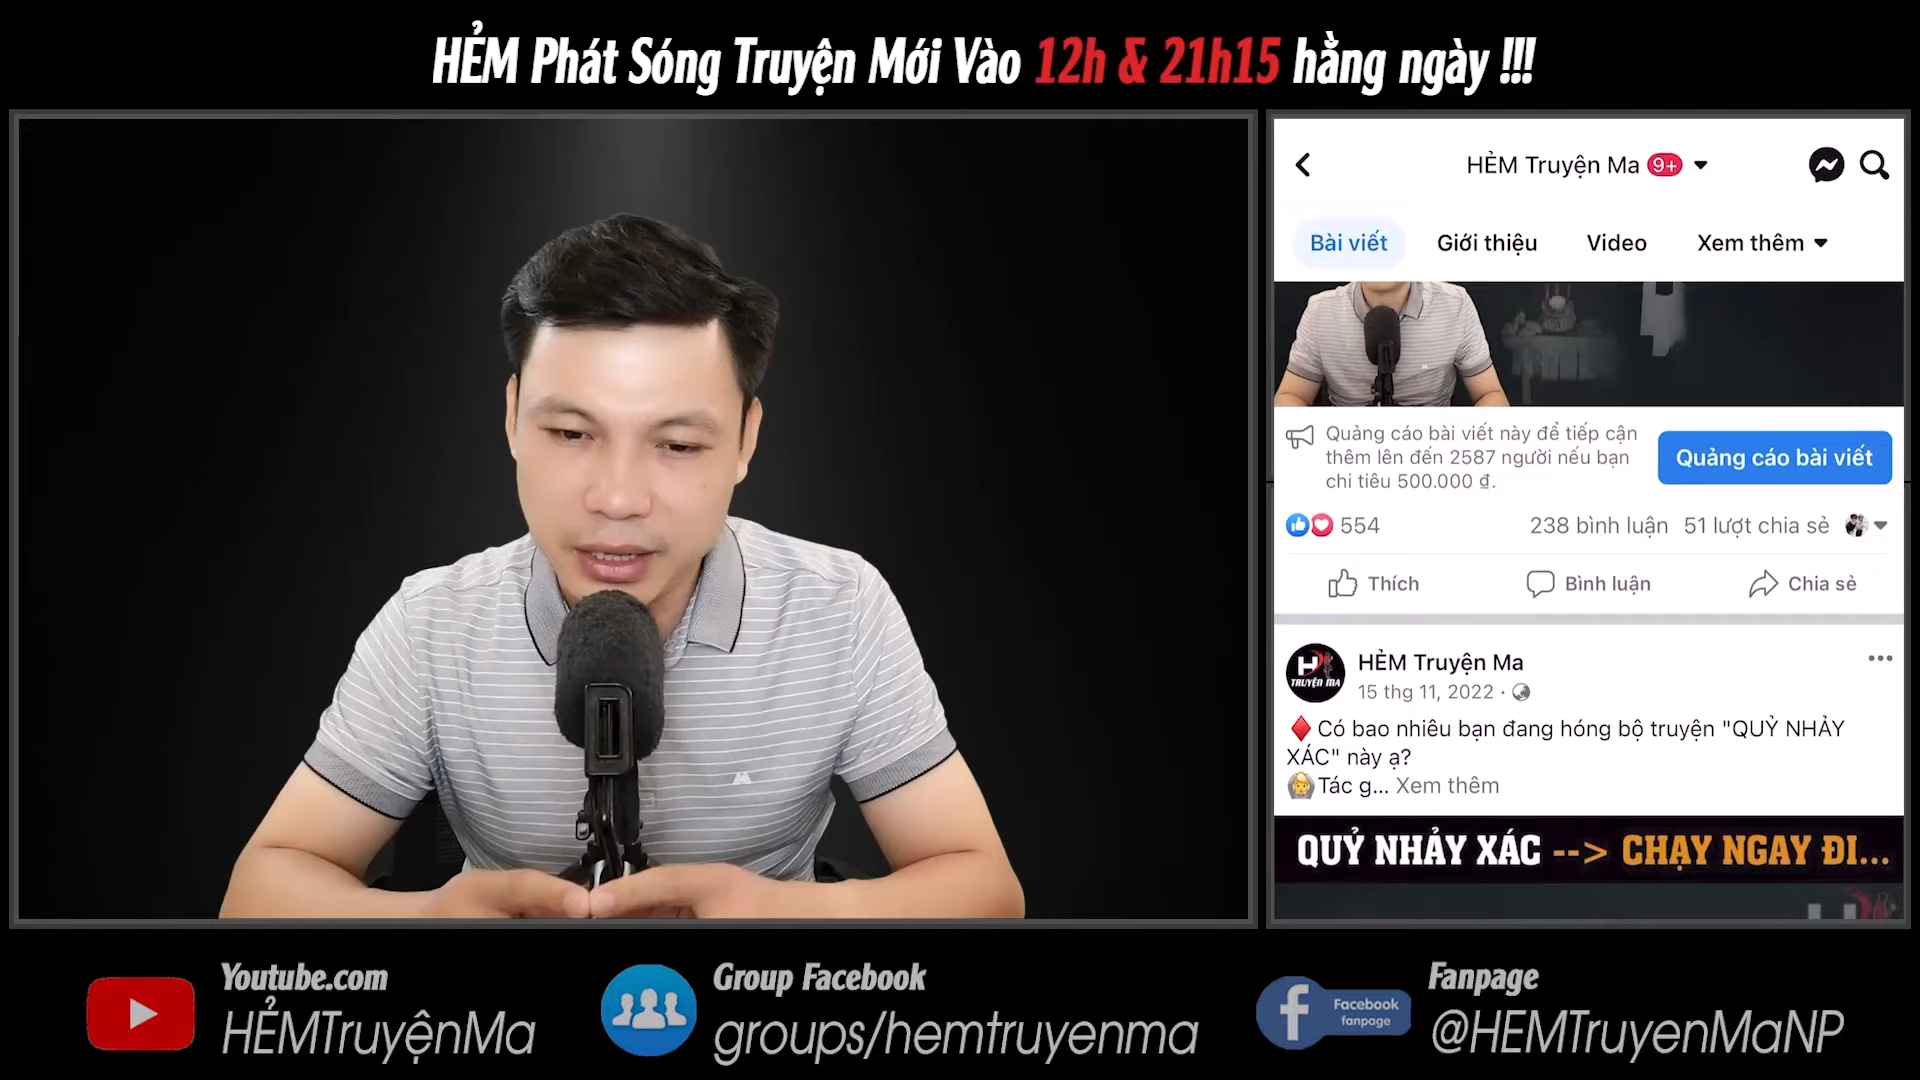 HẺM Phát Sóng Truyện Mới Vào 12h & 21h15 hằng ngày !!!
HẺM Truyện Ma 9+
Bài viết Giới thiệu Video Xem thêm
Quảng cáo bài viết này để tiếp cận
thêm lên đến 2587 người nếu bạn
chi tiêu 500.000 ₫.
Quảng cáo bài viết
554 238 bình luận 51 lượt chia sẻ
Thích Bình luận Chia sẻ
H
TRUYỆN MA
HẺM Truyện Ma
15 thg 11, 2022 ·
Có bao nhiêu bạn đang hóng bộ truyện "QUỶ NHẢY
XÁC" này ạ?
Tác g... Xem thêm
QUỶ NHẢY XÁC --> CHẠY NGAY ĐI...
Youtube.com
HẺMTruyệnMa
Group Facebook
groups/hemtruyenma
Facebook
fanpage
Fanpage
@HEMTruyenMaNP